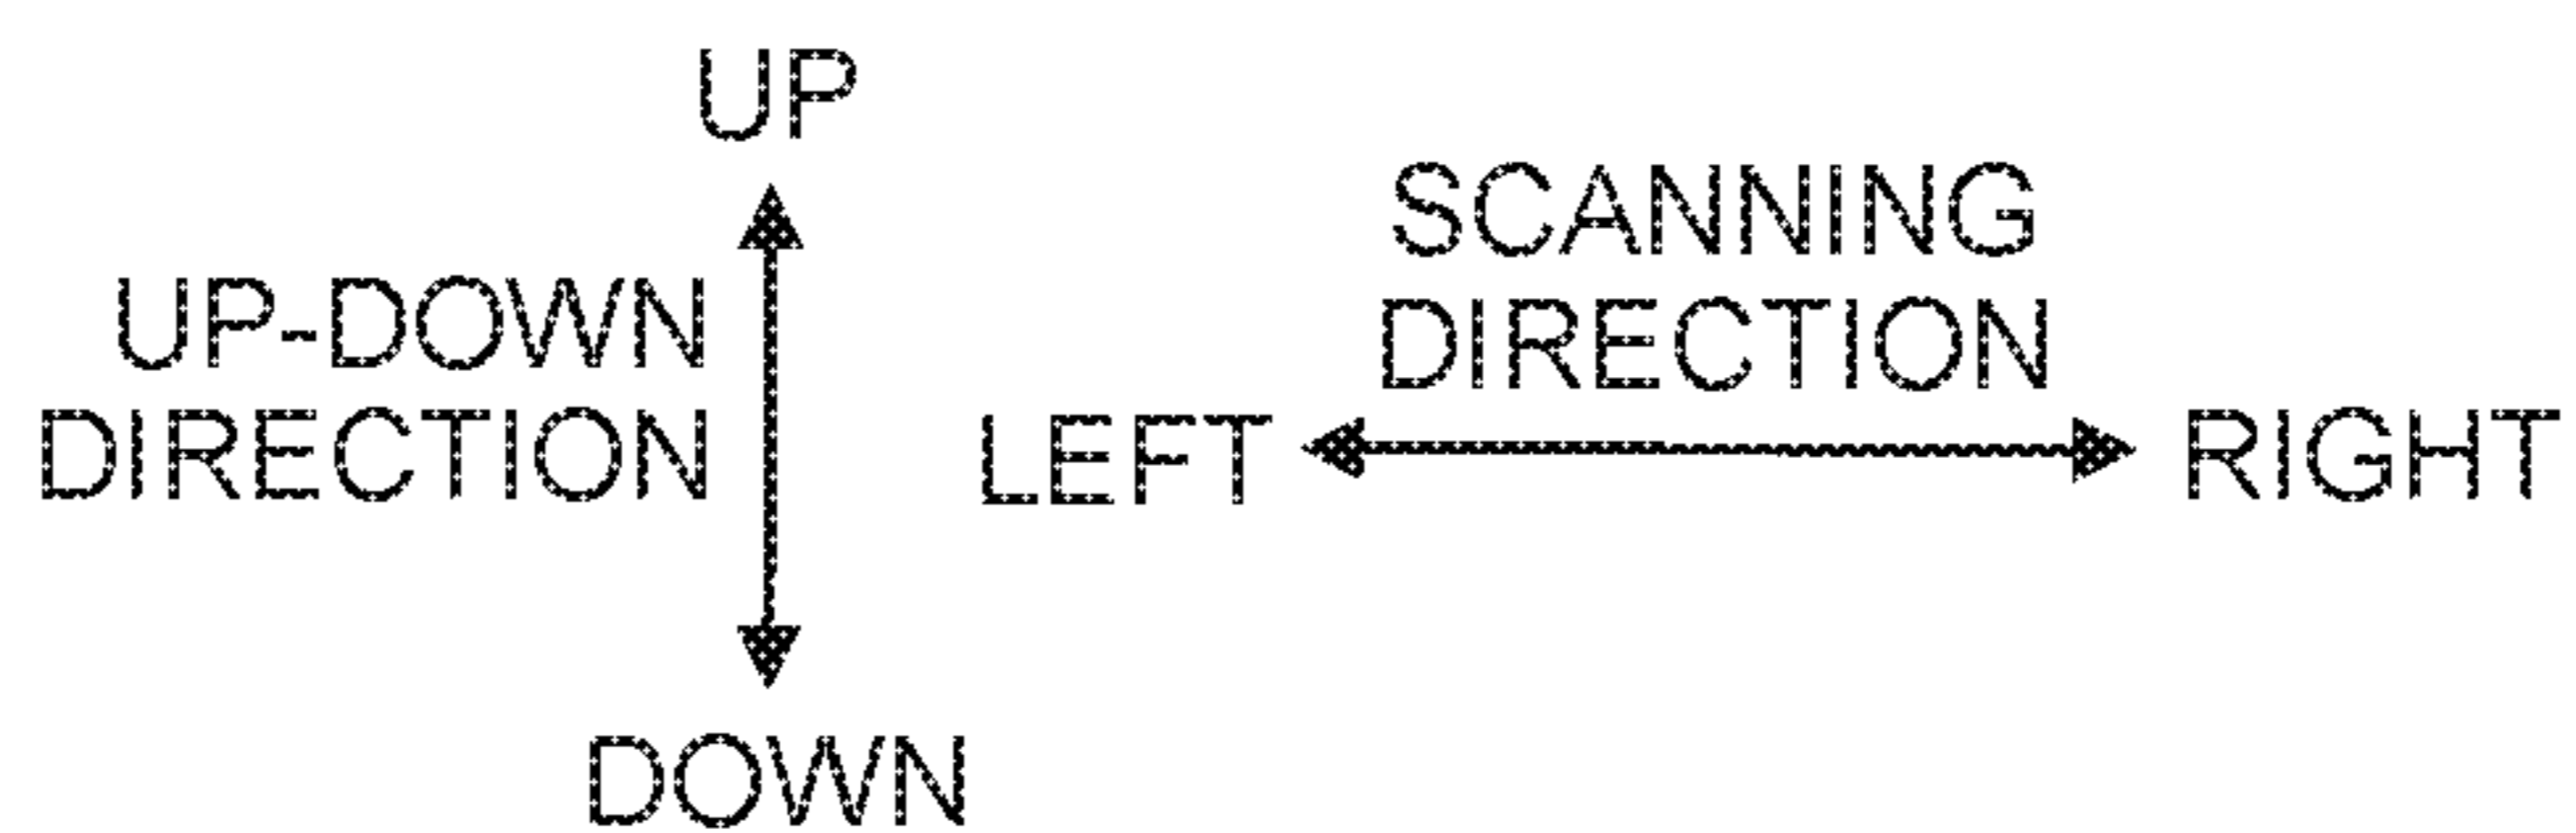 UP
UP-DOWN
DIRECTION
DOWN
SCANNING
DIRECTION
LEFT
RIGHT